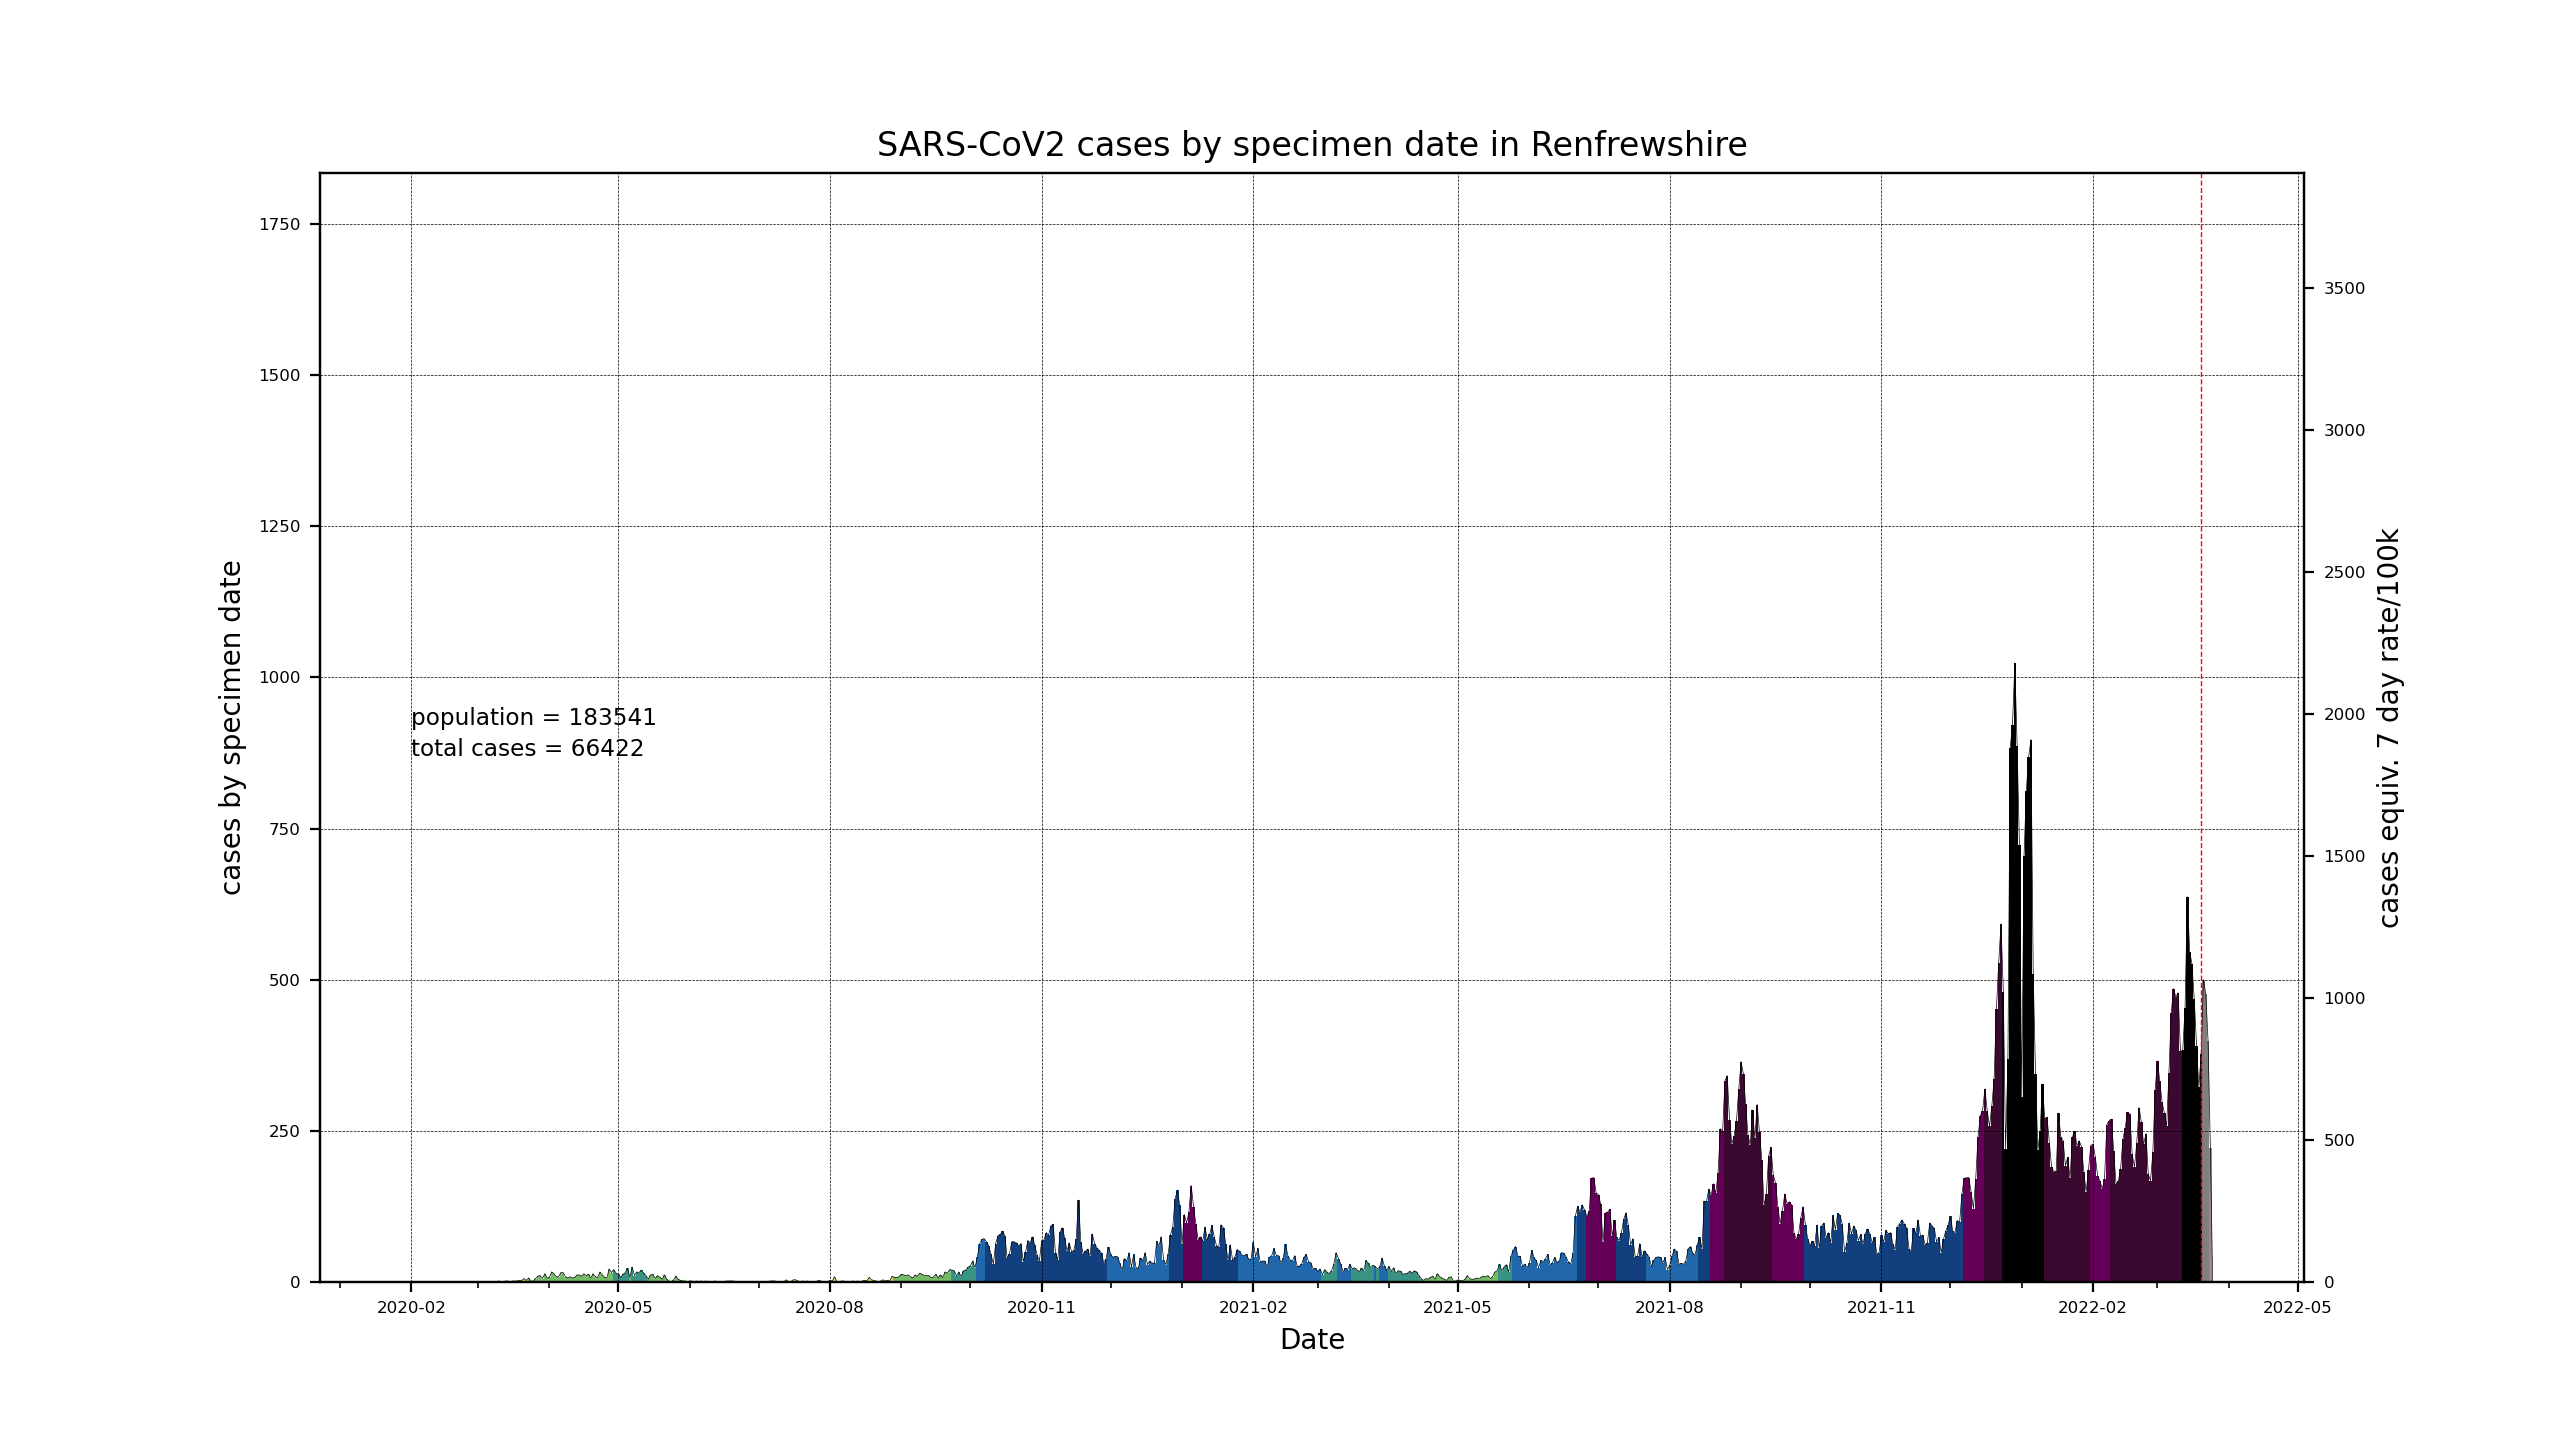 SARS-CoV2 cases by specimen date in Renfrewshire
cases by specimen date
1750
1500
1250
1000
750
500
250
0
population = 183541
total cases = 66422
3500
3000
2500
2000
1500
1000
500
0
cases equiv. 7 day rate/100k
2020-02 2020-05 2020-08 2020-11 2021-02 2021-05 2021-08 2021-11 2022-02 2022-05
Date